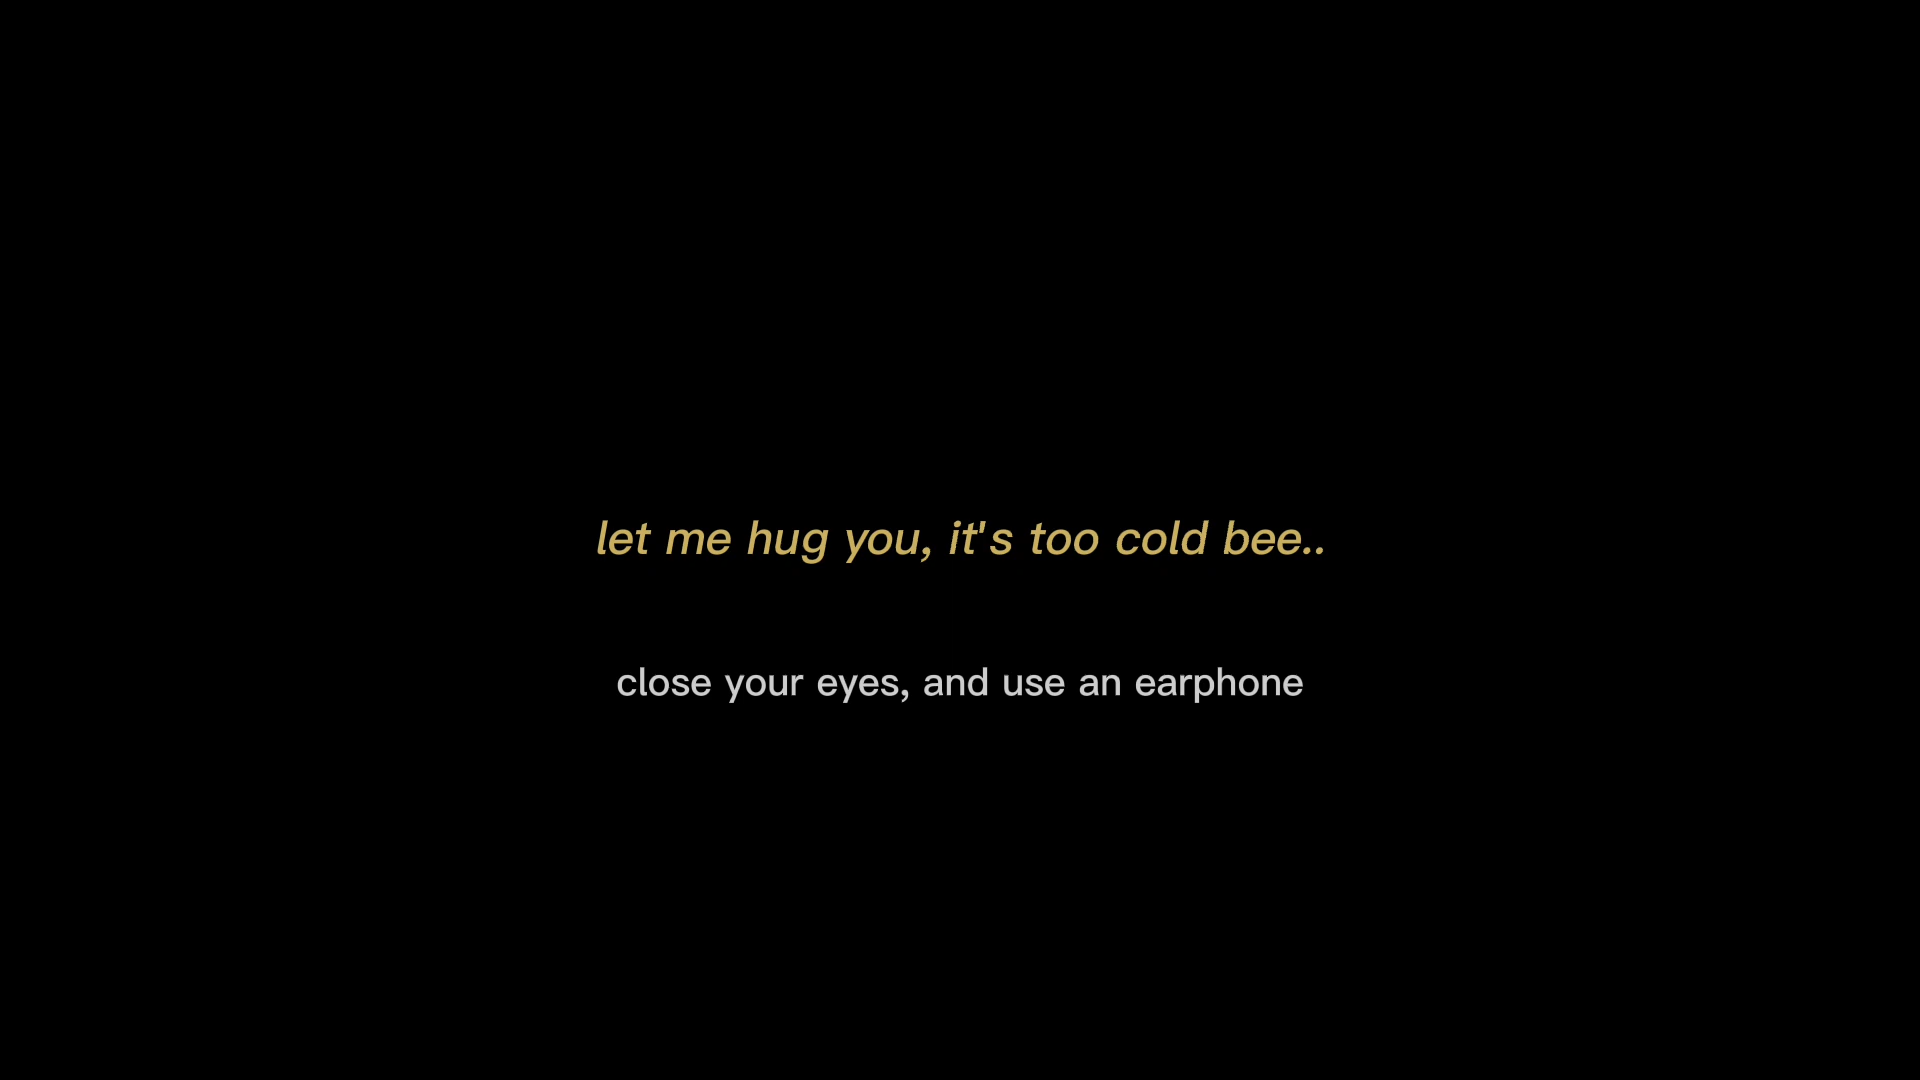 let me hug you, it's too cold bee..
close your eyes, and use an earphone